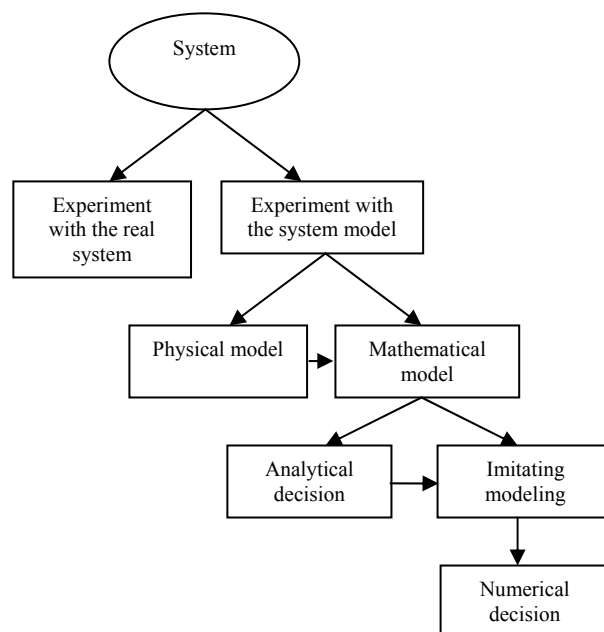 System
Experiment
with the real
system
Experiment with
the system model
Physical model
Mathematical
model
Analytical
decision
Imitating
modeling
Numerical
decision